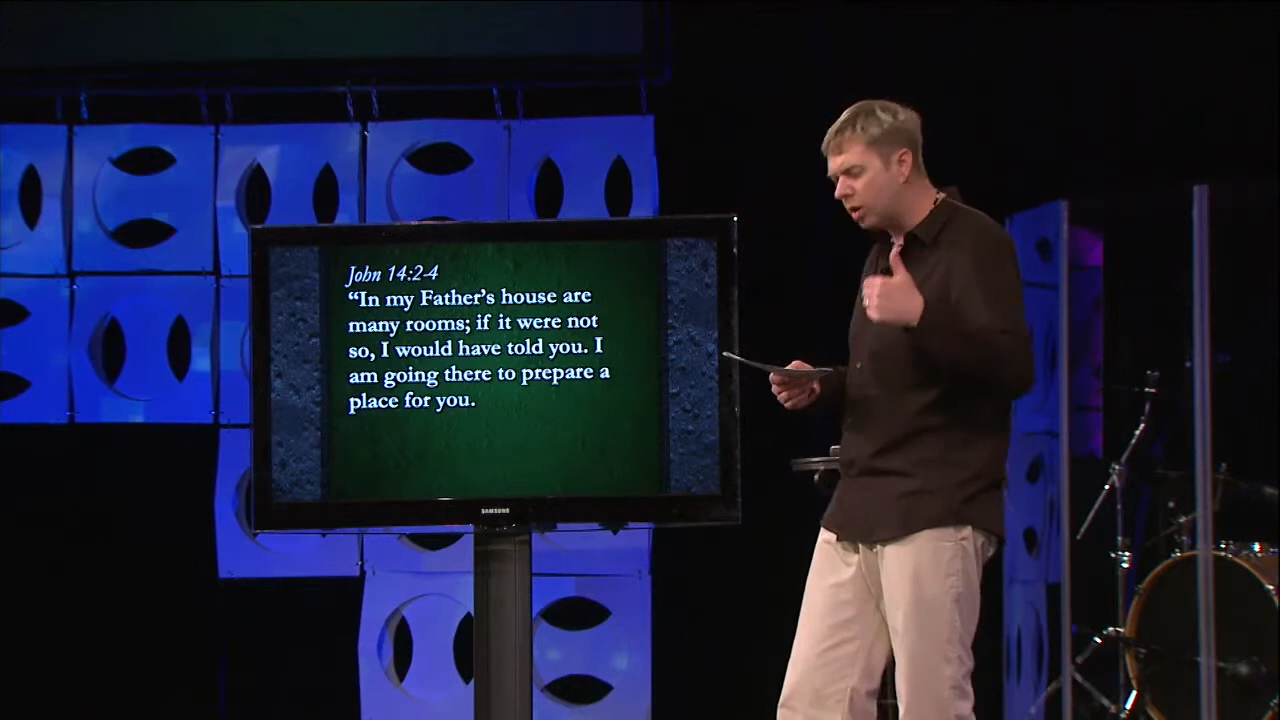 John 14:2-4
“In my Father’s house are
many rooms; if it were not
so, I would have told you. I
am going there to prepare a
place for you.
SAMSUNG